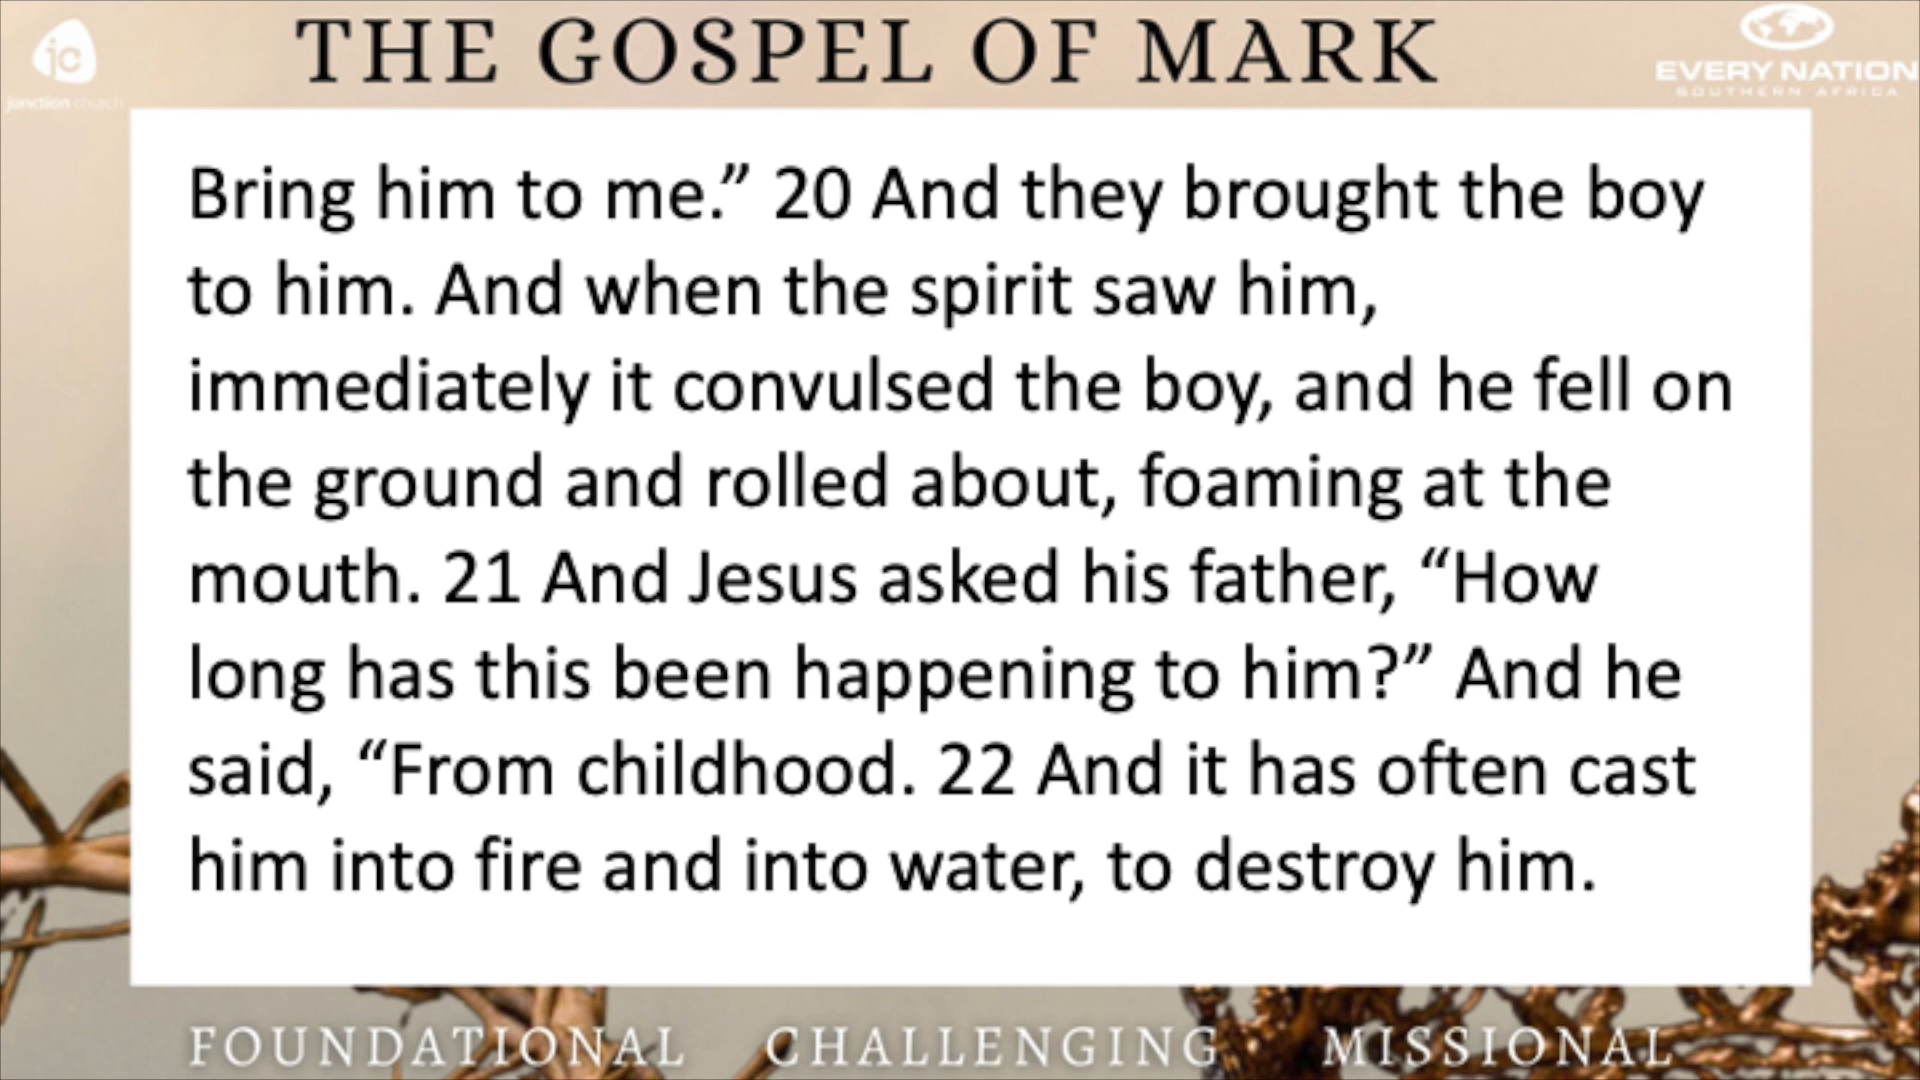 jc
junction church
THE GOSPEL OF MARK
EVERY NATION
SOUTHERN AFRICA
Bring him to me.” 20 And they brought the boy
to him. And when the spirit saw him,
immediately it convulsed the boy, and he fell on
the ground and rolled about, foaming at the
mouth. 21 And Jesus asked his father, “How
long has this been happening to him?” And he
said, “From childhood. 22 And it has often cast
him into fire and into water, to destroy him.
FOUNDATIONAL CHALLENGING MISSIONAL